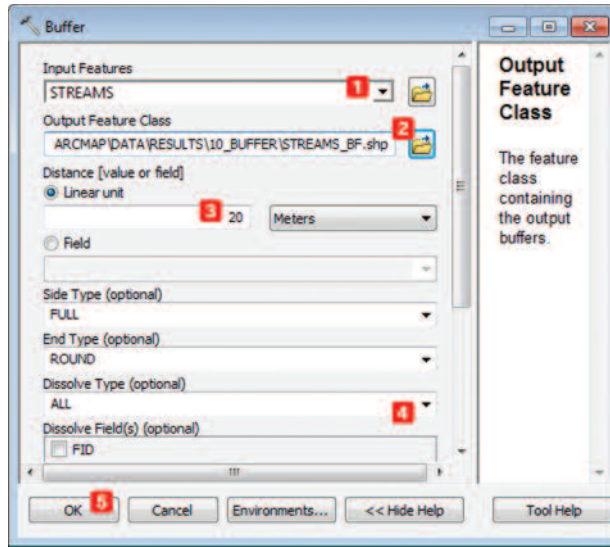 Buffer
Input Features
STREAMS
1
Output Feature Class
2
ARCMAP\DATA\RESULTS\10_BUFFER\STREAMS_BF.shp
Distance [value or field]
Linear unit
3
20
Meters
Field
Side Type (optional)
FULL
End Type (optional)
ROUND
Dissolve Type (optional)
ALL
4
Dissolve Field(s) (optional)
FID
OK
5
Cancel
Environments...
<< Hide Help
Tool Help
Output
Feature
Class
The feature
class
containing
the output
buffers.